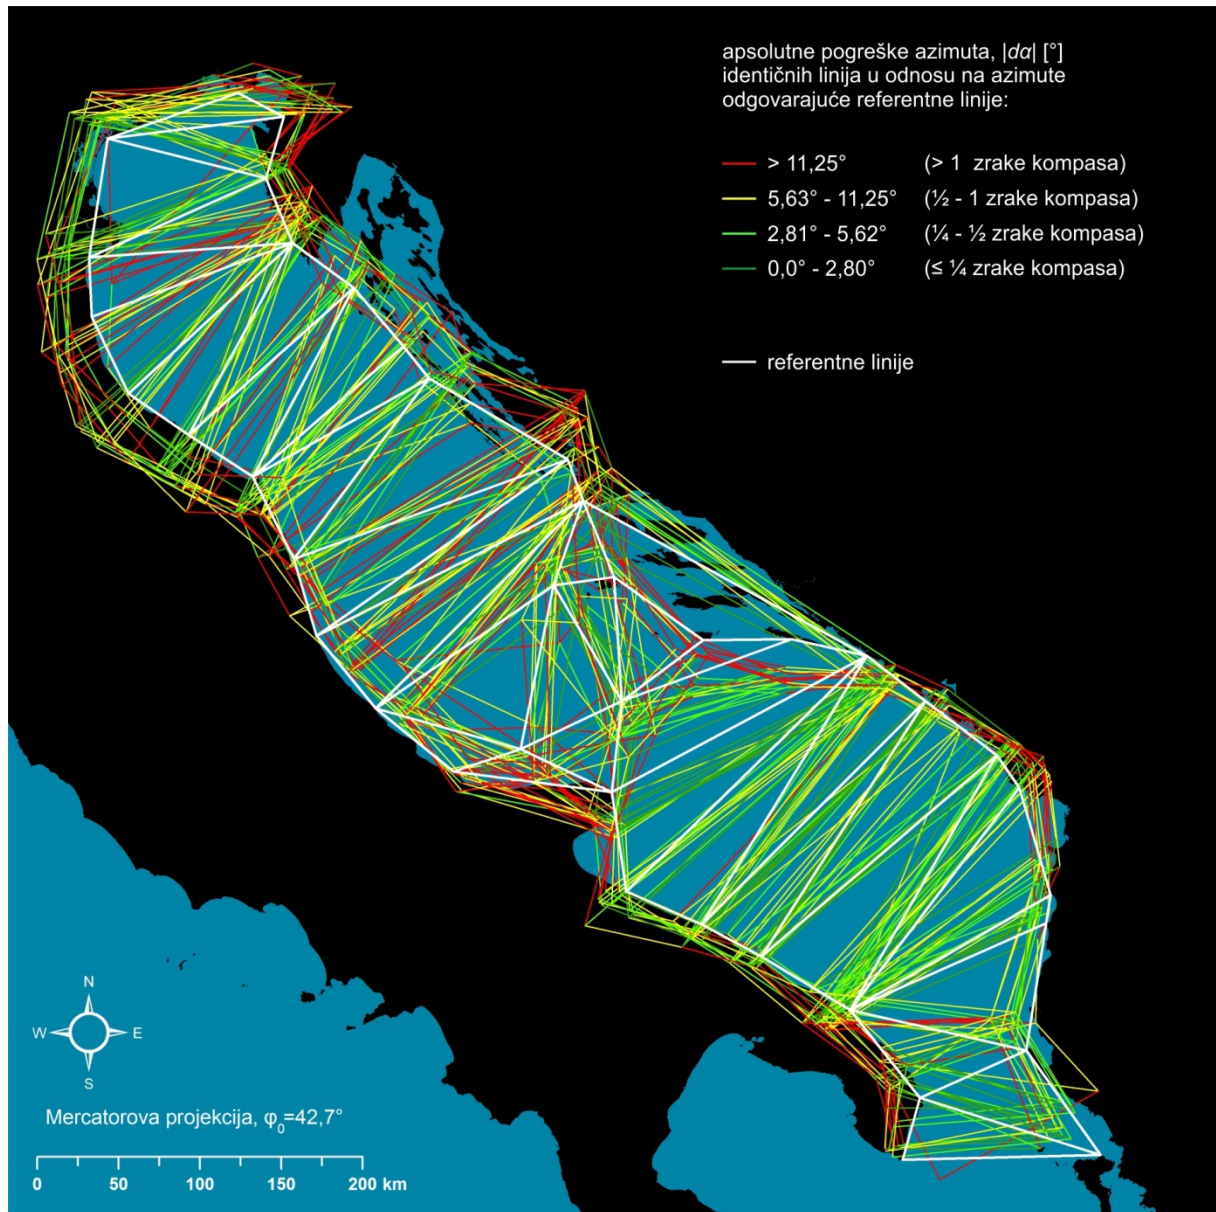 apsolutne pogreške azimuta, |dα| [°]
identičnih linija u odnosu na azimute
odgovarajuće referentne linije:
> 11,25° (> 1 zrake kompasa)
5,63° - 11,25° (½ - 1 zrake kompasa)
2,81° - 5,62° (¼ - ½ zrake kompasa)
0,0° - 2,80° (≤ ¼ zrake kompasa)
referentne linije
N
W E
S
Mercatorova projekcija, φ₀=42,7°
0 50 100 150 200 km